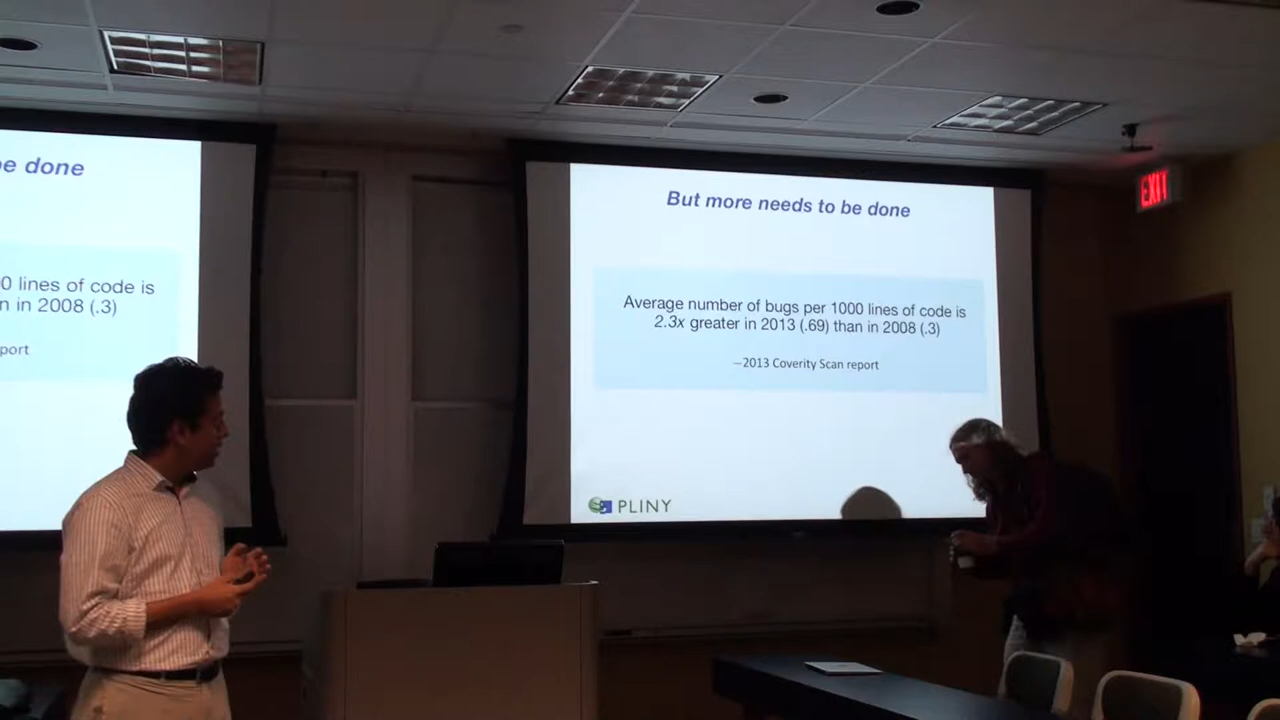 e done
0 lines of code is
n in 2008 (.3)
port
But more needs to be done
Average number of bugs per 1000 lines of code is
2.3x greater in 2013 (.69) than in 2008 (.3)
—2013 Coverity Scan report
PLINY
EXIT